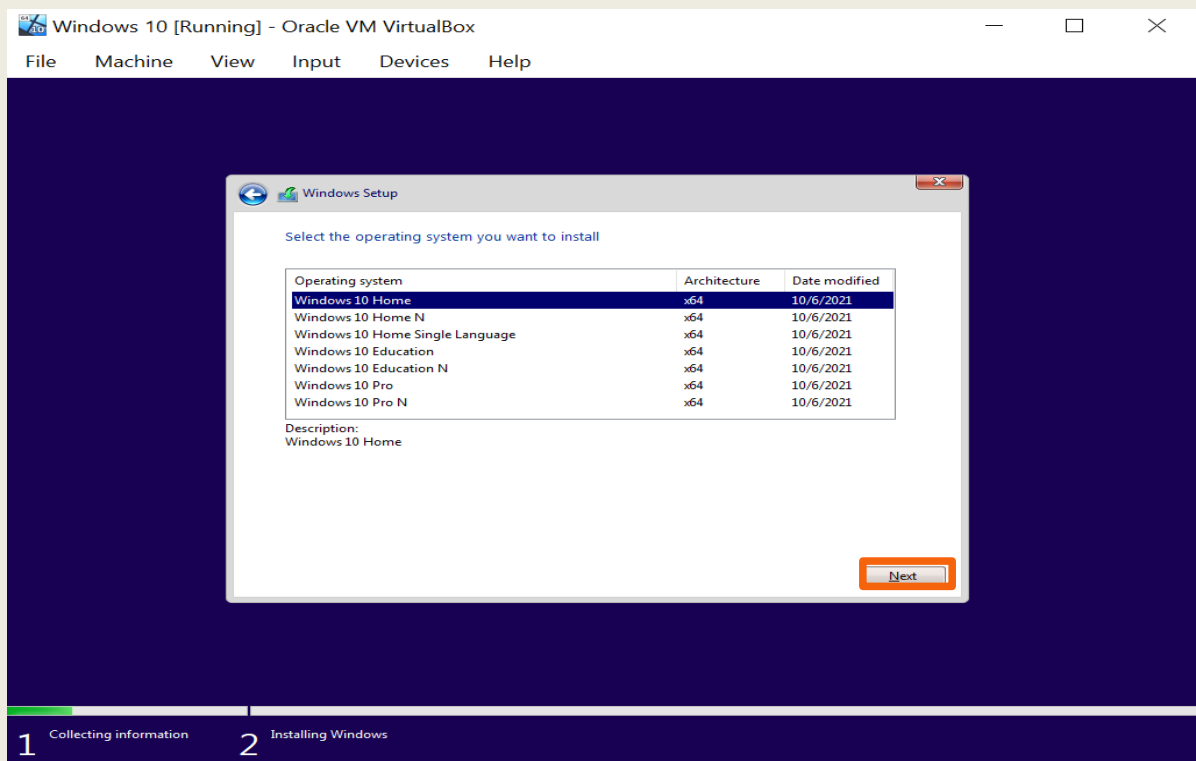 Windows 10 [Running] - Oracle VM VirtualBox
File Machine View Input Devices Help
Windows Setup
Select the operating system you want to install
Operating system Architecture Date modified
Windows 10 Home x64 10/6/2021
Windows 10 Home N x64 10/6/2021
Windows 10 Home Single Language x64 10/6/2021
Windows 10 Education x64 10/6/2021
Windows 10 Education N x64 10/6/2021
Windows 10 Pro x64 10/6/2021
Windows 10 Pro N x64 10/6/2021
Description:
Windows 10 Home
Next
1 Collecting information 2 Installing Windows